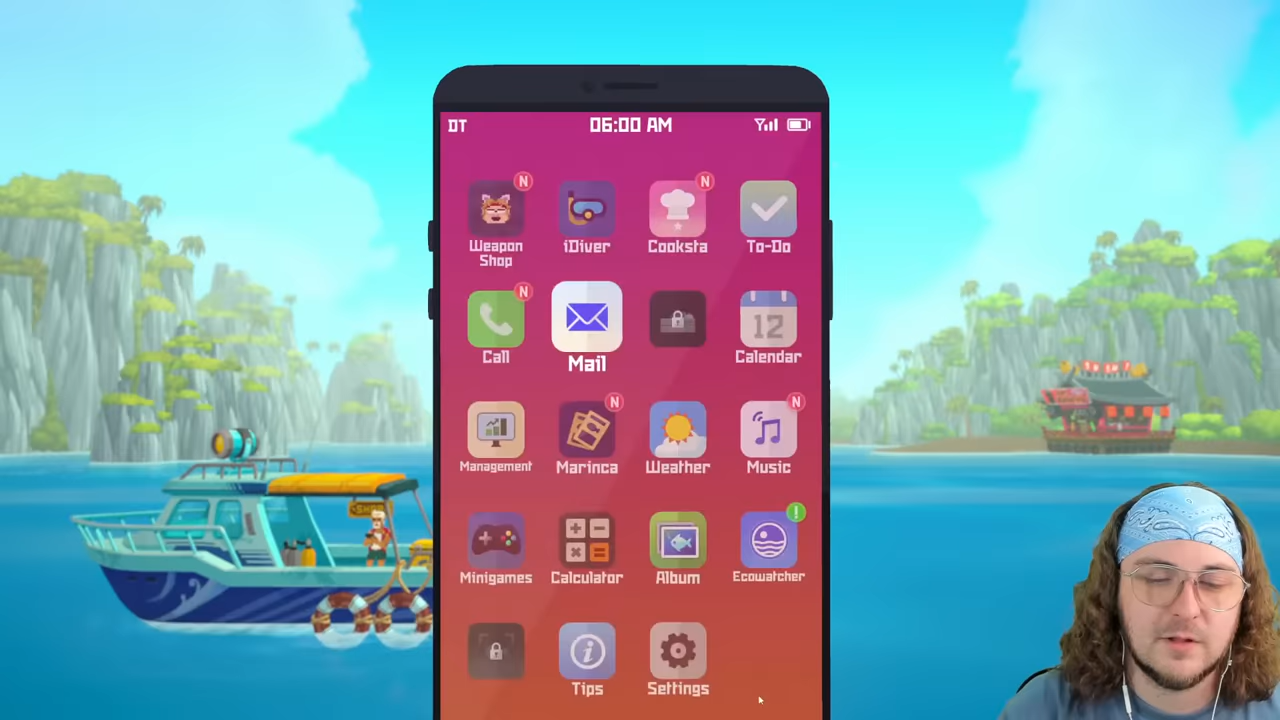 DT
06:00 AM
N
N
Weapon
Shop
iDiver
Cooksta
To-Do
N
12
Call
Mail
Calendar
N
N
Management
Marinca
Weather
Music
!
Minigames
Calculator
Album
Ecowatcher
Tips
Settings